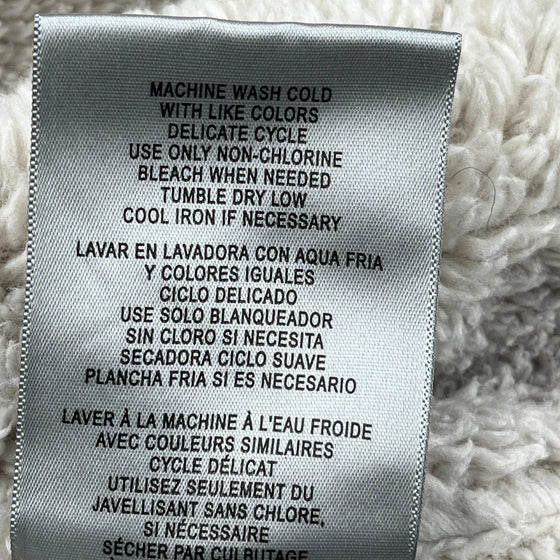 MACHINE WASH COLD
WITH LIKE COLORS
DELICATE CYCLE
USE ONLY NON-CHLORINE
BLEACH WHEN NEEDED
TUMBLE DRY LOW
COOL IRON IF NECESSARY
LAVAR EN LAVADORA CON AQUA FRIA
Y COLORES IGUALES
CICLO DELICADO
USE SOLO BLANQUEADOR
SIN CLORO SI NECESITA
SECADORA CICLO SUAVE
PLANCHA FRIA SI ES NECESARIO
LAVER À LA MACHINE À L'EAU FROIDE
AVEC COULEURS SIMILAIRES
CYCLE DÉLICAT
UTILISEZ SEULEMENT DU
JAVELLISANT SANS CHLORE,
SI NÉCESSAIRE
SÉCHER PAR CULBUTAGE